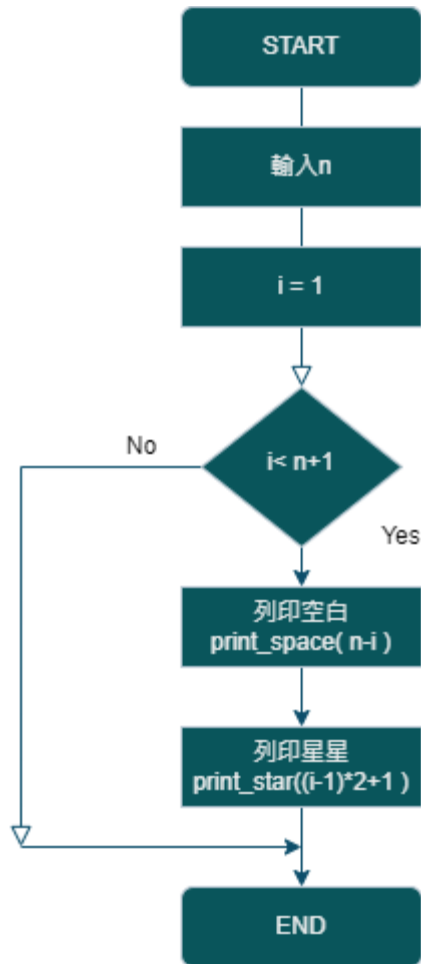 START
輸入n
i = 1
i< n+1
No
Yes
列印空白
print_space( n-i )
列印星星
print_star((i-1)*2+1 )
END